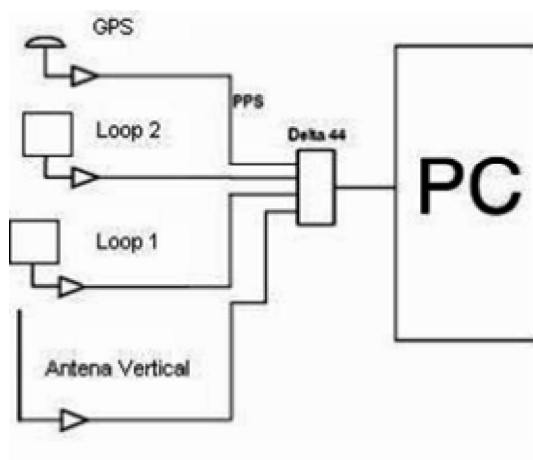 GPS
PPS
Loop 2
Delta 44
PC
Loop 1
Antena Vertical